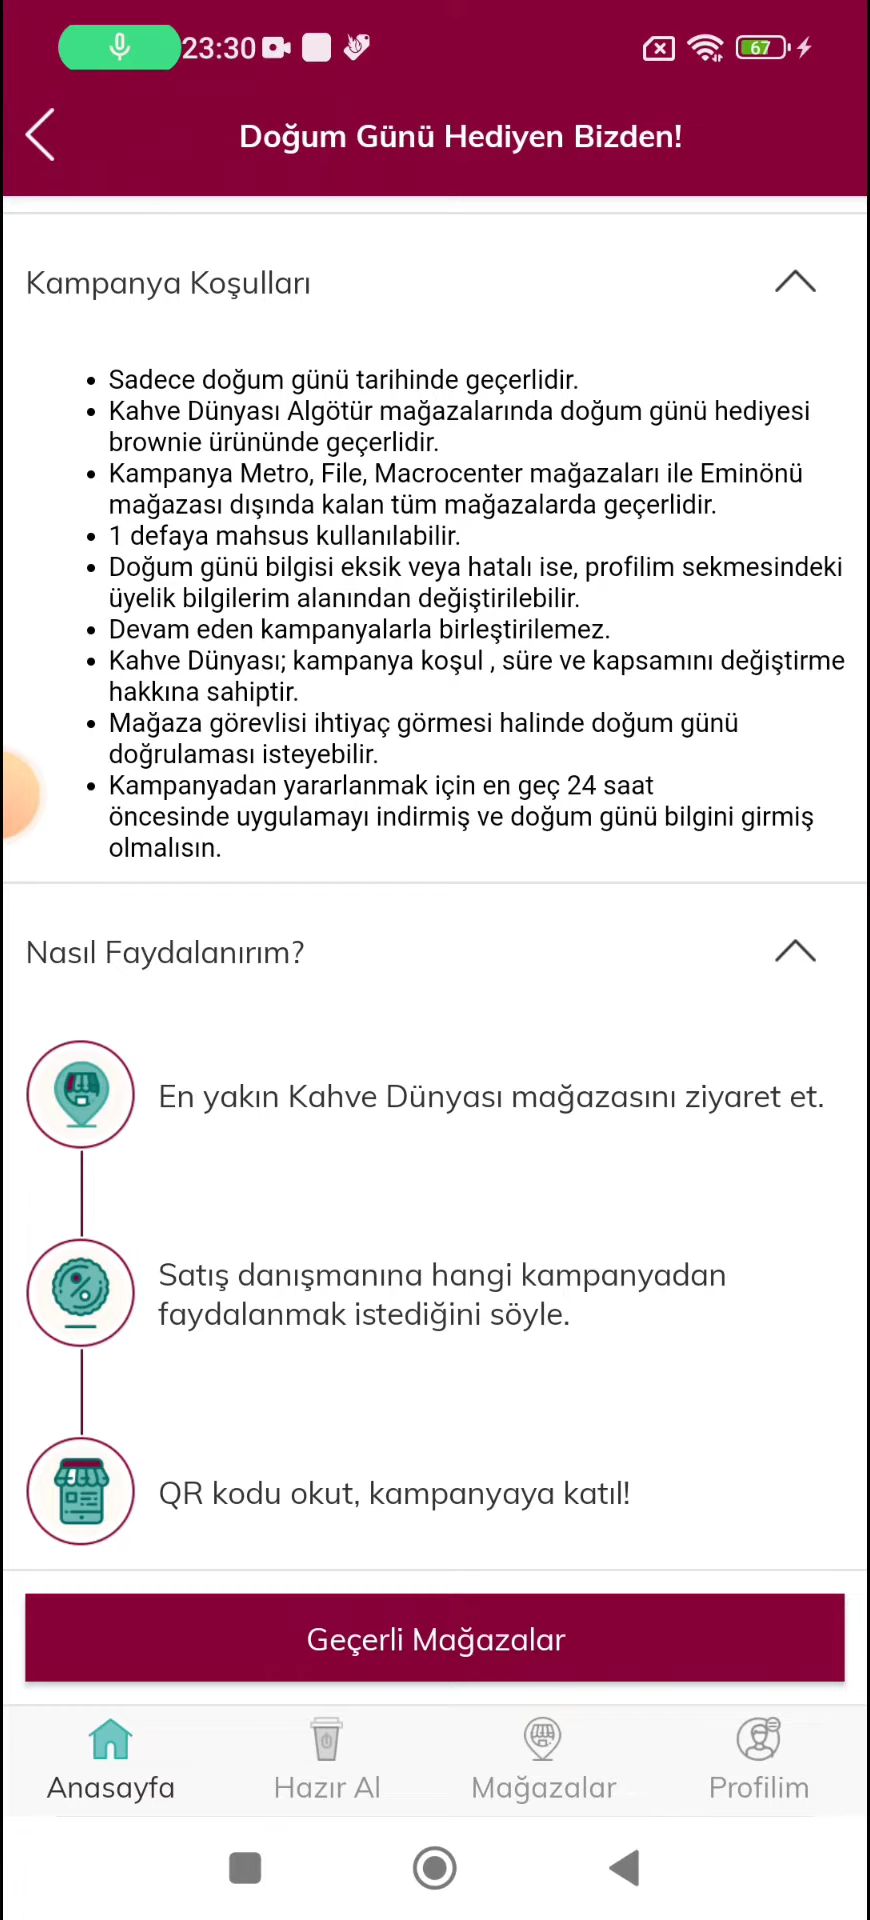 23:30
67
Doğum Günü Hediyen Bizden!
Kampanya Koşulları
• Sadece doğum günü tarihinde geçerlidir.
• Kahve Dünyası Algötür mağazalarında doğum günü hediyesi
brownie ürününde geçerlidir.
• Kampanya Metro, File, Macrocenter mağazaları ile Eminönü
mağazası dışında kalan tüm mağazalarda geçerlidir.
• 1 defaya mahsus kullanılabilir.
• Doğum günü bilgisi eksik veya hatalı ise, profilim sekmesindeki
üyelik bilgilerim alanından değiştirilebilir.
• Devam eden kampanyalarla birleştirilemez.
• Kahve Dünyası; kampanya koşul , süre ve kapsamını değiştirme
hakkına sahiptir.
• Mağaza görevlisi ihtiyaç görmesi halinde doğum günü
doğrulaması isteyebilir.
• Kampanyadan yararlanmak için en geç 24 saat
öncesinde uygulamayı indirmiş ve doğum günü bilgini girmiş
olmalısın.
Nasıl Faydalanırım?
En yakın Kahve Dünyası mağazasını ziyaret et.
Satış danışmanına hangi kampanyadan
faydalanmak istediğini söyle.
QR kodu okut, kampanyaya katıl!
Geçerli Mağazalar
Anasayfa
Hazır Al
Mağazalar
Profilim